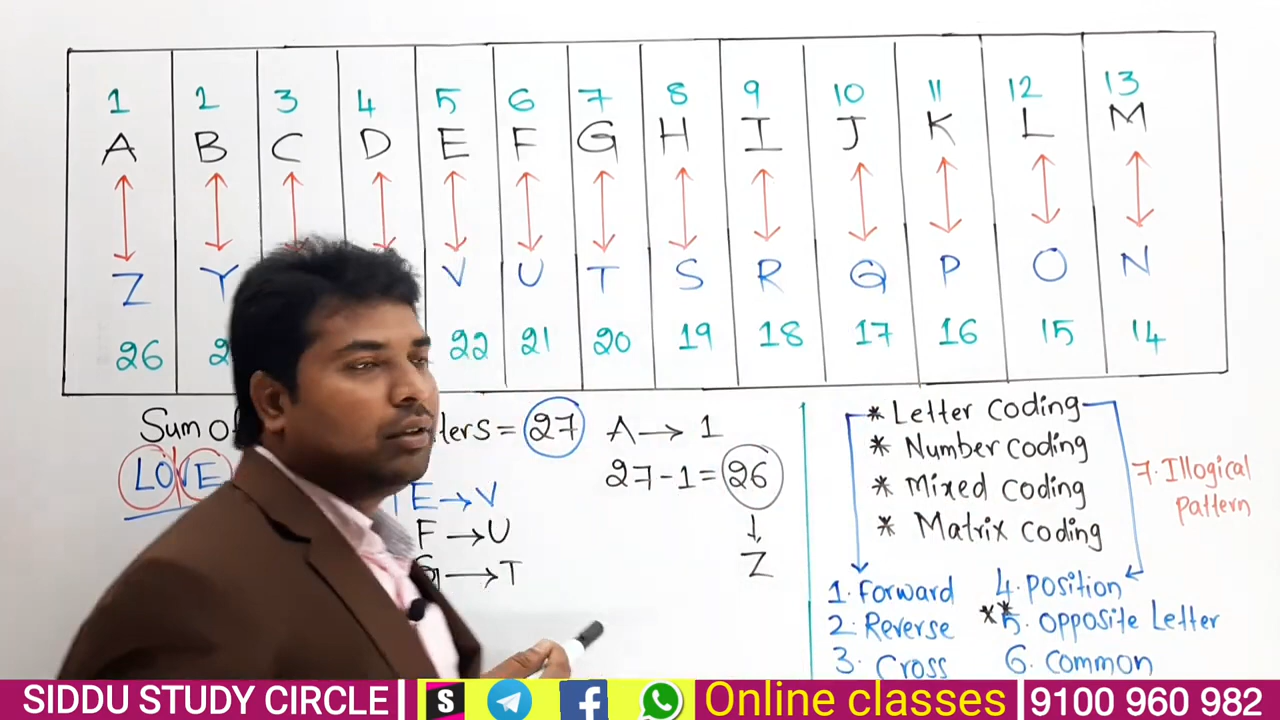 1 2 3 4 5 6 7 8 9 10 11 12 13
A B C D E F G H I J K L M
Z Y V U T S R Q P O N
26 22 21 20 19 18 17 16 15 14
Sum of = 27
LOVE
E → V
F → U
G → T
A → 1
27-1 = 26
↓
Z
* Letter Coding
* Number coding
* Mixed coding
* Matrix coding
7. Illogical
pattern
1. Forward
2. Reverse
3. Cross
4. position
** 5. opposite Letter
6. common
SIDDU STUDY CIRCLE S Online classes 9100 960 982